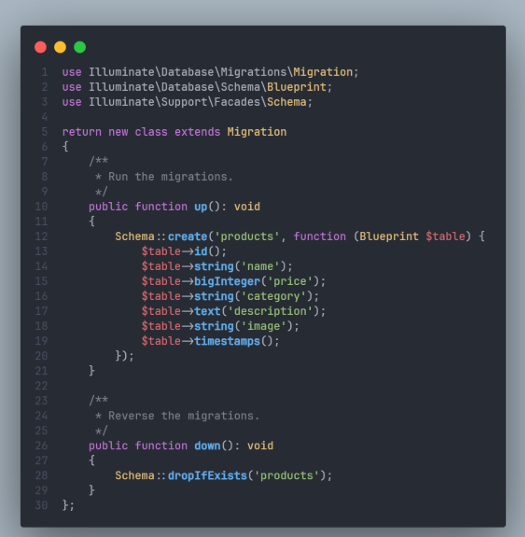 1 use Illuminate\Database\Migrations\Migration;
2 use Illuminate\Database\Schema\Blueprint;
3 use Illuminate\Support\Facades\Schema;
4
5 return new class extends Migration
6 {
7     /**
8      * Run the migrations.
9      */
10     public function up(): void
11     {
12         Schema::create('products', function (Blueprint $table) {
13             $table->id();
14             $table->string('name');
15             $table->bigInteger('price');
16             $table->string('category');
17             $table->text('description');
18             $table->string('image');
19             $table->timestamps();
20         });
21     }
22
23     /**
24      * Reverse the migrations.
25      */
26     public function down(): void
27     {
28         Schema::dropIfExists('products');
29     }
30 };